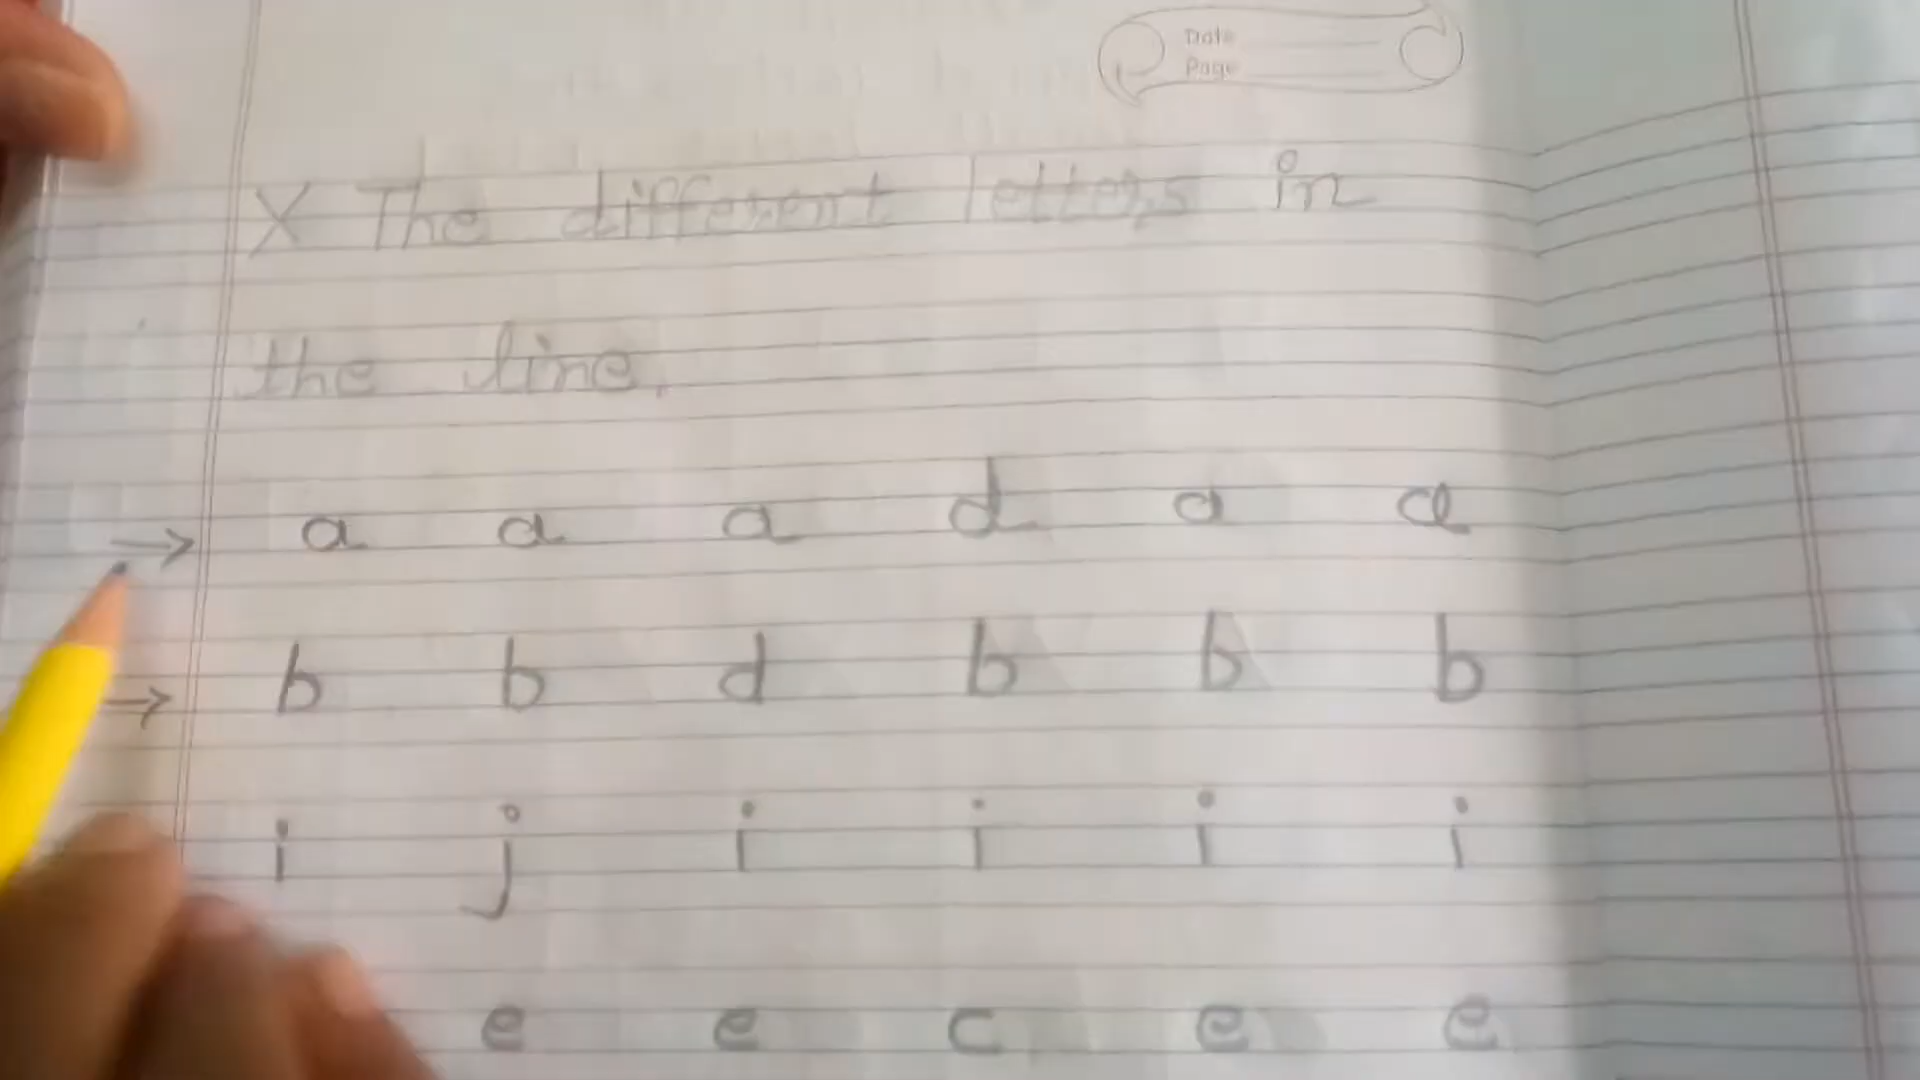 Date
Page
X The different letters in
the line.
→ a a a d a a
→ b b d b b b
i j i i i i
e e c e e